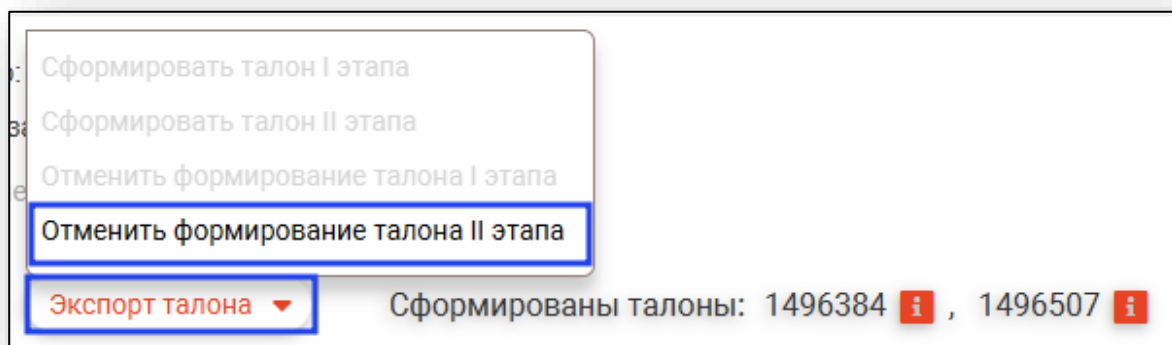 Сформировать талон I этапа
Сформировать талон II этапа
Отменить формирование талона I этапа
Отменить формирование талона II этапа
Экспорт талона Сформированы талоны: 1496384 i , 1496507 i